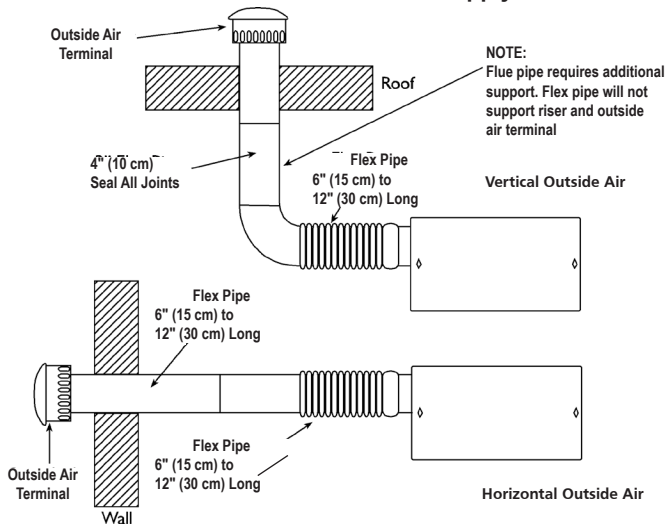 pply
Outside Air
Terminal
NOTE:
Flue pipe requires additional
support. Flex pipe will not
support riser and outside
air terminal
Roof
4" (10 cm)
Seal All Joints
Flex Pipe
6" (15 cm) to
12" (30 cm) Long
Vertical Outside Air
Flex Pipe
6" (15 cm) to
12" (30 cm) Long
Flex Pipe
6" (15 cm) to
12" (30 cm) Long
Outside Air
Terminal
Wall
Horizontal Outside Air